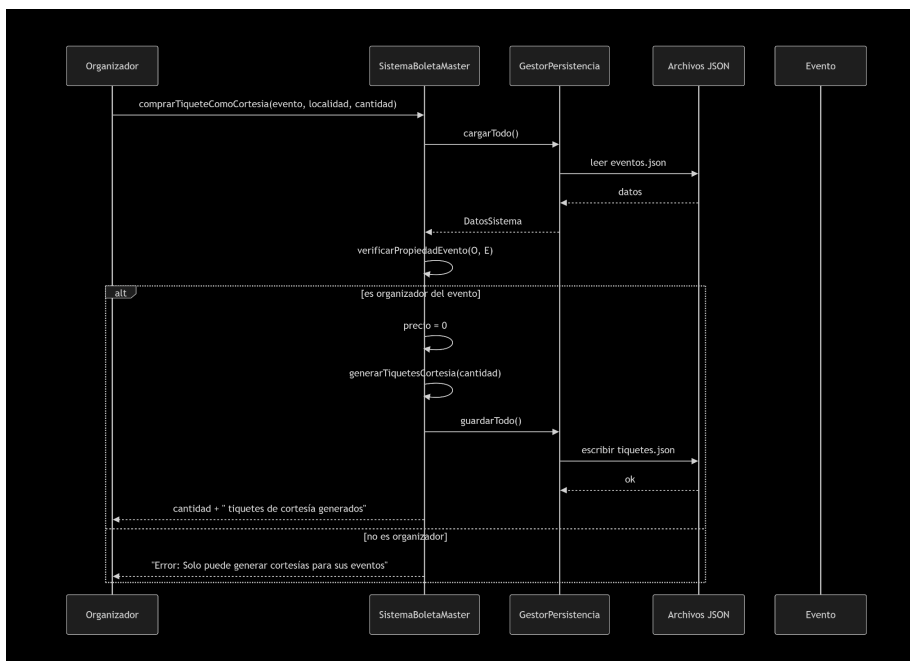 Organizador
SistemaBoletaMaster
GestorPersistencia
Archivos JSON
Evento
comprarTiqueteComoCortesia(evento, localidad, cantidad)
cargarTodo()
leer eventos.json
datos
DatosSistema
verificarPropiedadEvento(O, E)
alt
[es organizador del evento]
precio = 0
generarTiquetesCortesia(cantidad)
guardarTodo()
escribir tiquetes.json
ok
cantidad + " tiquetes de cortesía generados"
[no es organizador]
"Error: Solo puede generar cortesías para sus eventos"
Organizador
SistemaBoletaMaster
GestorPersistencia
Archivos JSON
Evento